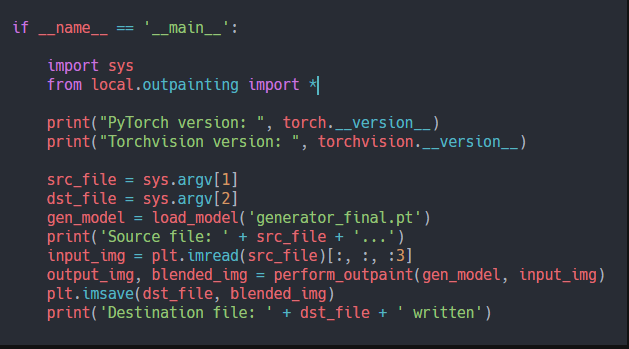 if __name__ == '__main__':
    import sys
    from local.outpainting import *
    print("PyTorch version: ", torch.__version__)
    print("Torchvision version: ", torchvision.__version__)
    src_file = sys.argv[1]
    dst_file = sys.argv[2]
    gen_model = load_model('generator_final.pt')
    print('Source file: ' + src_file + '...')
    input_img = plt.imread(src_file)[:, :, :3]
    output_img, blended_img = perform_outpaint(gen_model, input_img)
    plt.imsave(dst_file, blended_img)
    print('Destination file: ' + dst_file + ' written')